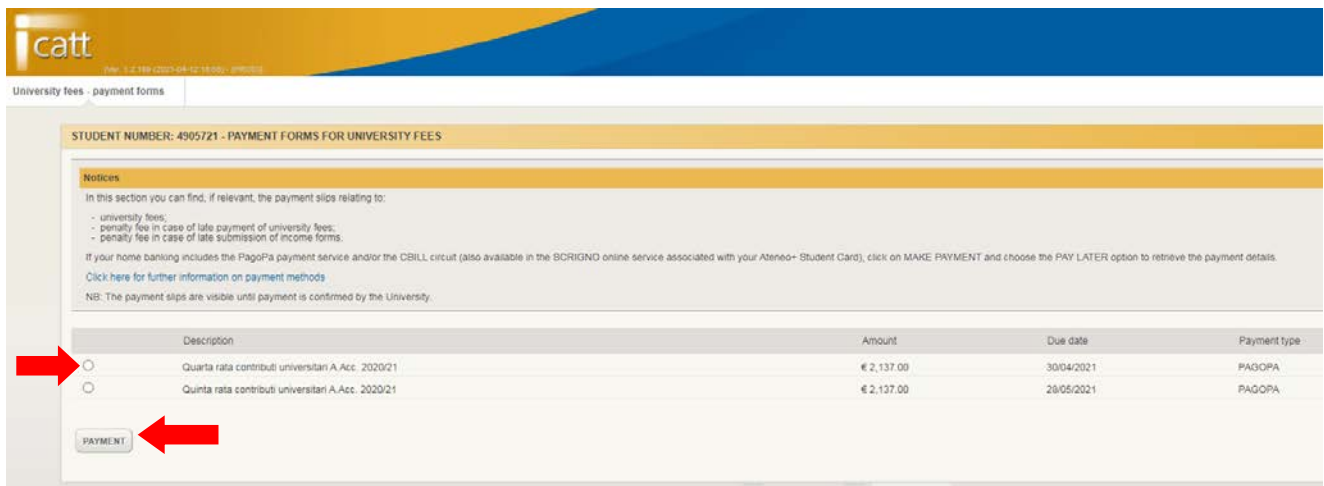 icatt
University fees - payment forms
STUDENT NUMBER: 4905721 - PAYMENT FORMS FOR UNIVERSITY FEES
Notices
In this section you can find, if relevant, the payment slips relating to:
- university fees;
- penalty fee in case of late payment of university fees;
- penalty fee in case of late submission of income forms.
If your home banking includes the PagoPa payment service and/or the CBILL circuit (also available in the SCRIGNO online service associated with your Ateneo+ Student Card), click on MAKE PAYMENT and choose the PAY LATER option to retrieve the payment details.
Click here for further information on payment methods
NB: The payment slips are visible until payment is confirmed by the University.
Description Amount Due date Payment type
Quarta rata contributi universitari A.Acc. 2020/21 € 2,137.00 30/04/2021 PAGOPA
Quinta rata contributi universitari A.Acc. 2020/21 € 2,137.00 28/05/2021 PAGOPA
PAYMENT